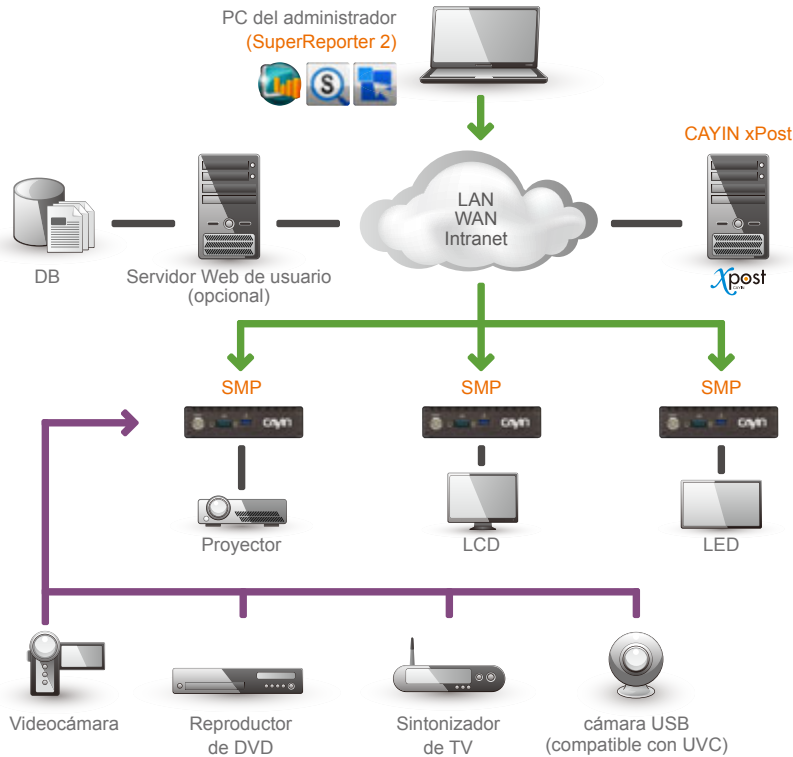 PC del administrador
(SuperReporter 2)
S
CAYIN xPost
LAN
WAN
Intranet
DB
Servidor Web de usuario
(opcional)
Xpost
CAYIN
SMP
SMP
SMP
CAYIN
CAYIN
CAYIN
Proyector
LCD
LED
Videocámara
Reproductor
de DVD
Sintonizador
de TV
cámara USB
(compatible con UVC)